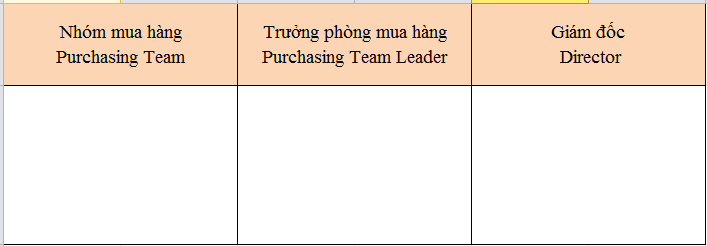 Nhóm mua hàng
Purchasing Team
Trưởng phòng mua hàng
Purchasing Team Leader
Giám đốc
Director